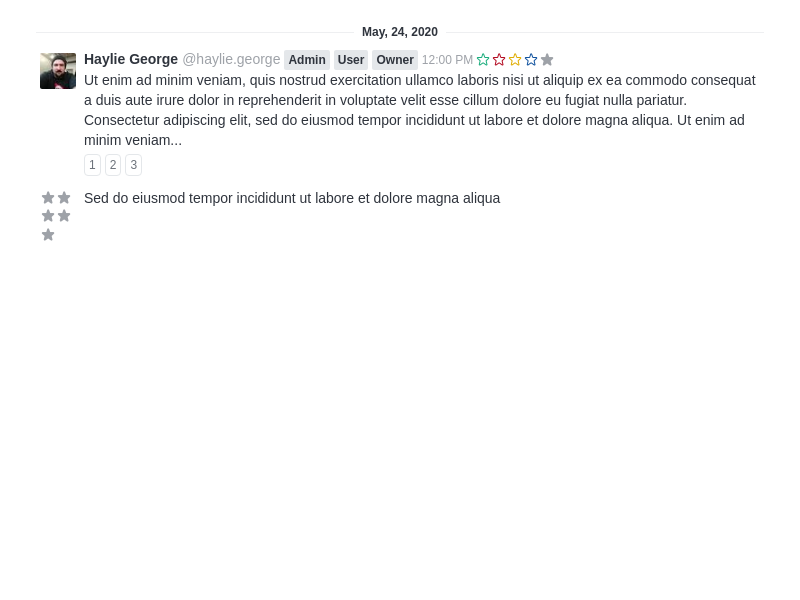 May, 24, 2020
Haylie George @haylie.george Admin User Owner 12:00 PM
Ut enim ad minim veniam, quis nostrud exercitation ullamco laboris nisi ut aliquip ex ea commodo consequat
a duis aute irure dolor in reprehenderit in voluptate velit esse cillum dolore eu fugiat nulla pariatur.
Consectetur adipiscing elit, sed do eiusmod tempor incididunt ut labore et dolore magna aliqua. Ut enim ad
minim veniam...
1 2 3
Sed do eiusmod tempor incididunt ut labore et dolore magna aliqua